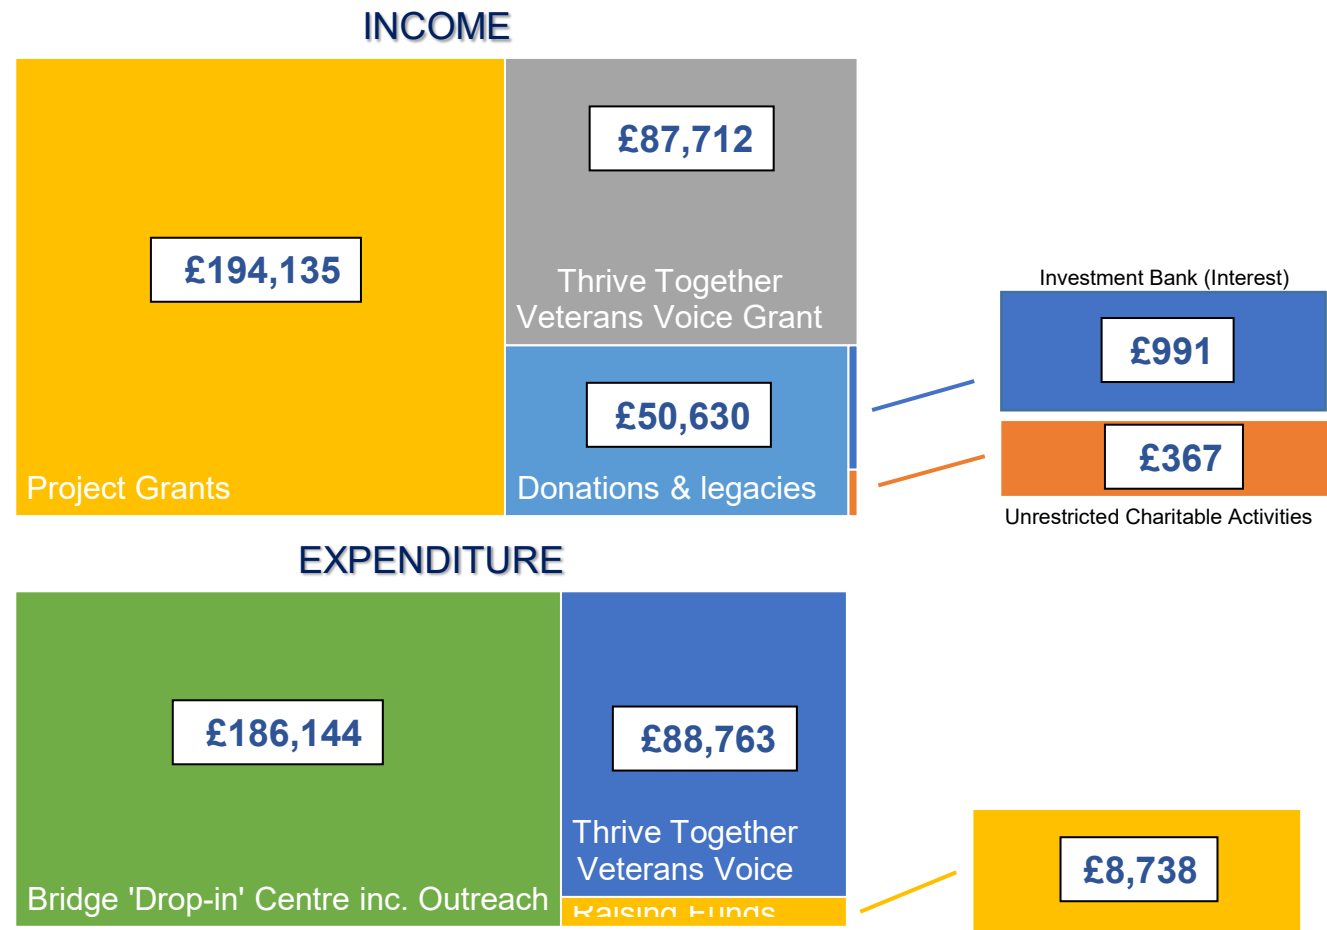 INCOME
£87,712
£194,135
Thrive Together
Veterans Voice Grant
Investment Bank (Interest)
£991
£50,630
£367
Project Grants
Donations & legacies
Unrestricted Charitable Activities
EXPENDITURE
£186,144
£88,763
Thrive Together
Veterans Voice
£8,738
Bridge 'Drop-in' Centre inc. Outreach
Raising Funds